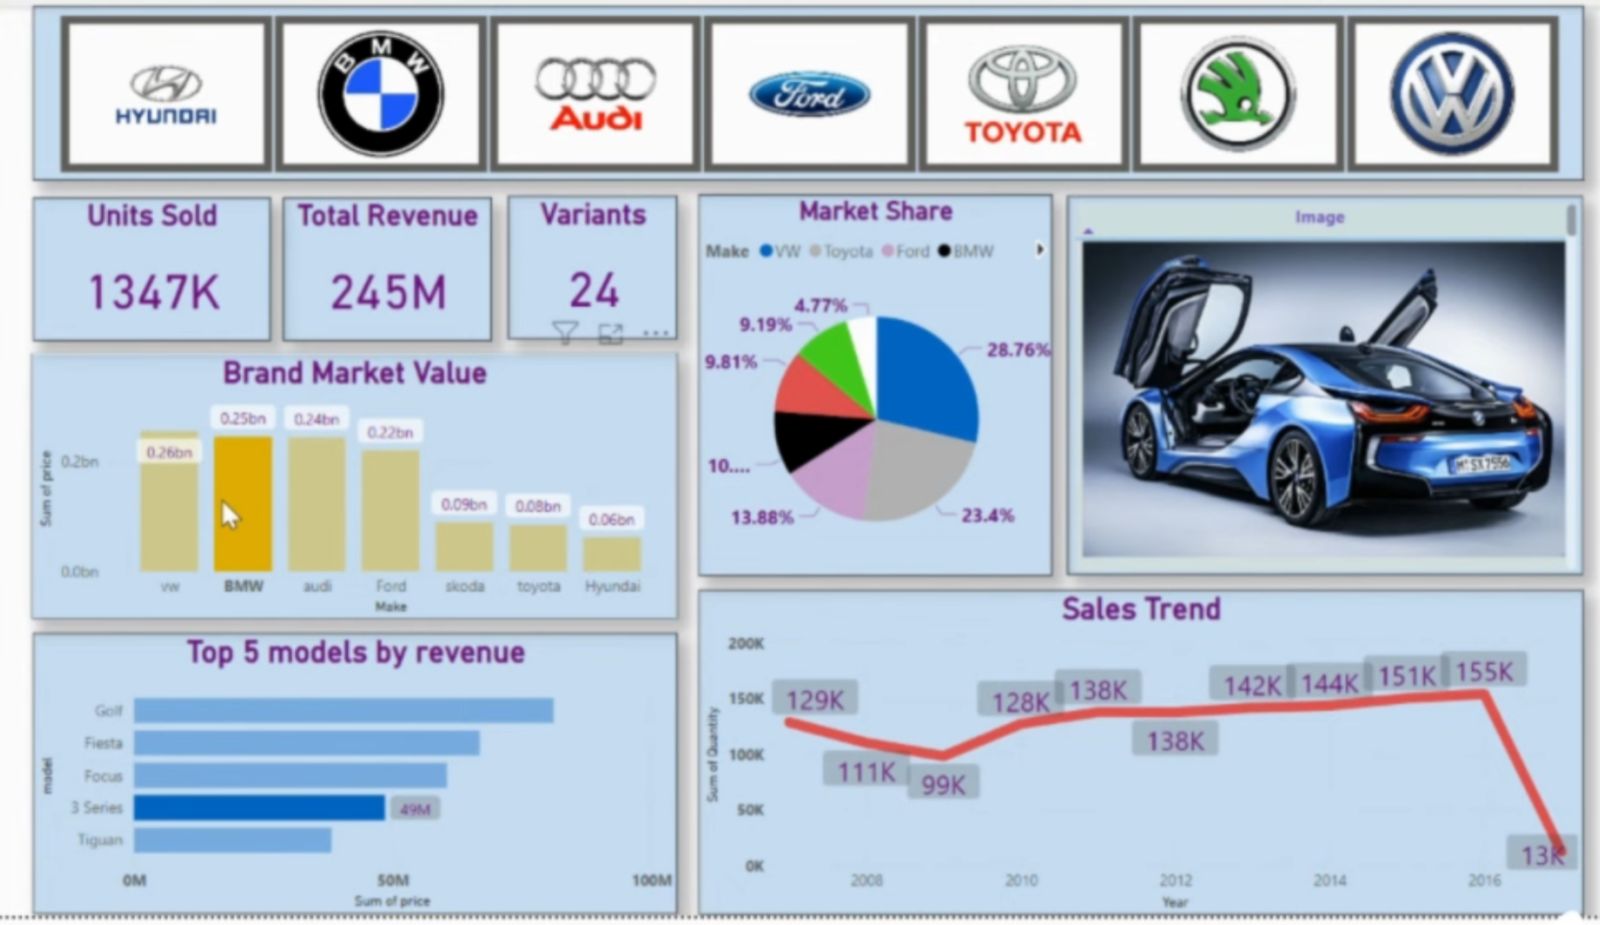 HYUNDAI
BMW
Audi
Ford
TOYOTA
Units Sold
1347K
Total Revenue
245M
Variants
24
Market Share
Make VW Toyota Ford BMW
4.77%
9.19%
9.81%
10....
13.88%
23.4%
28.76%
Image
Brand Market Value
Sum of price
0.2bn
0.0bn
0.26bn
0.25bn
0.24bn
0.22bn
0.09bn
0.08bn
0.06bn
vw BMW audi Ford skoda toyota Hyundai
Make
Top 5 models by revenue
model
Golf
Fiesta
Focus
3 Series 49M
Tiguan
0M 50M 100M
Sum of price
Sales Trend
Sum of Quantity
200K
150K
100K
50K
0K
129K
111K
99K
128K
138K
138K
142K
144K
151K
155K
13K
2008 2010 2012 2014 2016
Year